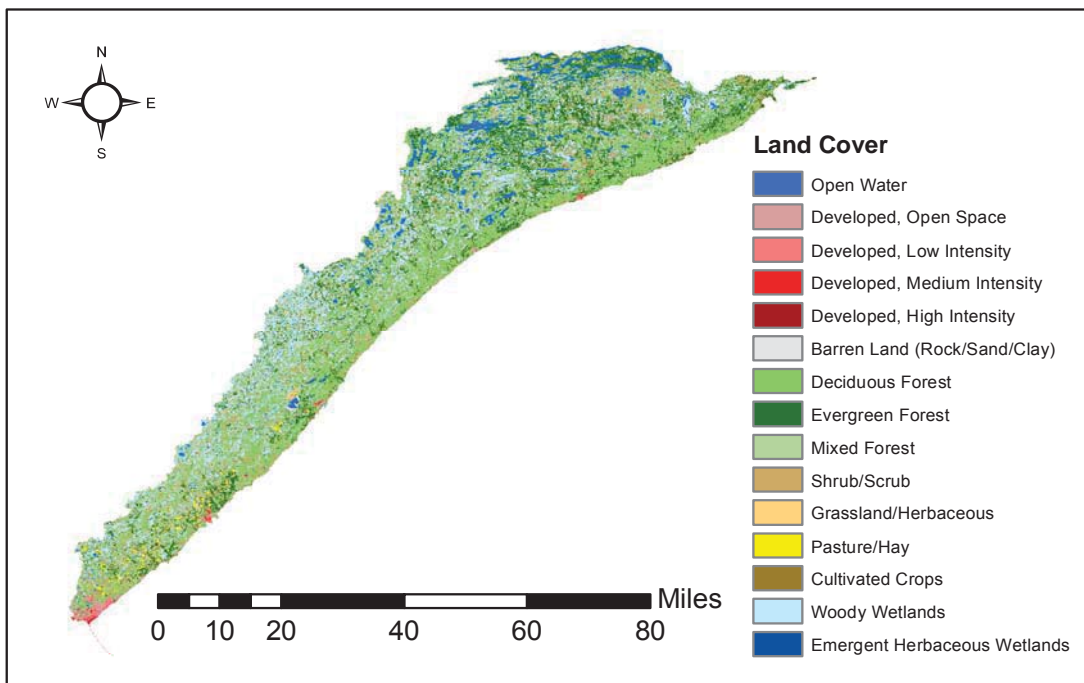 N
W E
S
Land Cover
Open Water
Developed, Open Space
Developed, Low Intensity
Developed, Medium Intensity
Developed, High Intensity
Barren Land (Rock/Sand/Clay)
Deciduous Forest
Evergreen Forest
Mixed Forest
Shrub/Scrub
Grassland/Herbaceous
Pasture/Hay
Cultivated Crops
Woody Wetlands
Emergent Herbaceous Wetlands
Miles
0 10 20 40 60 80